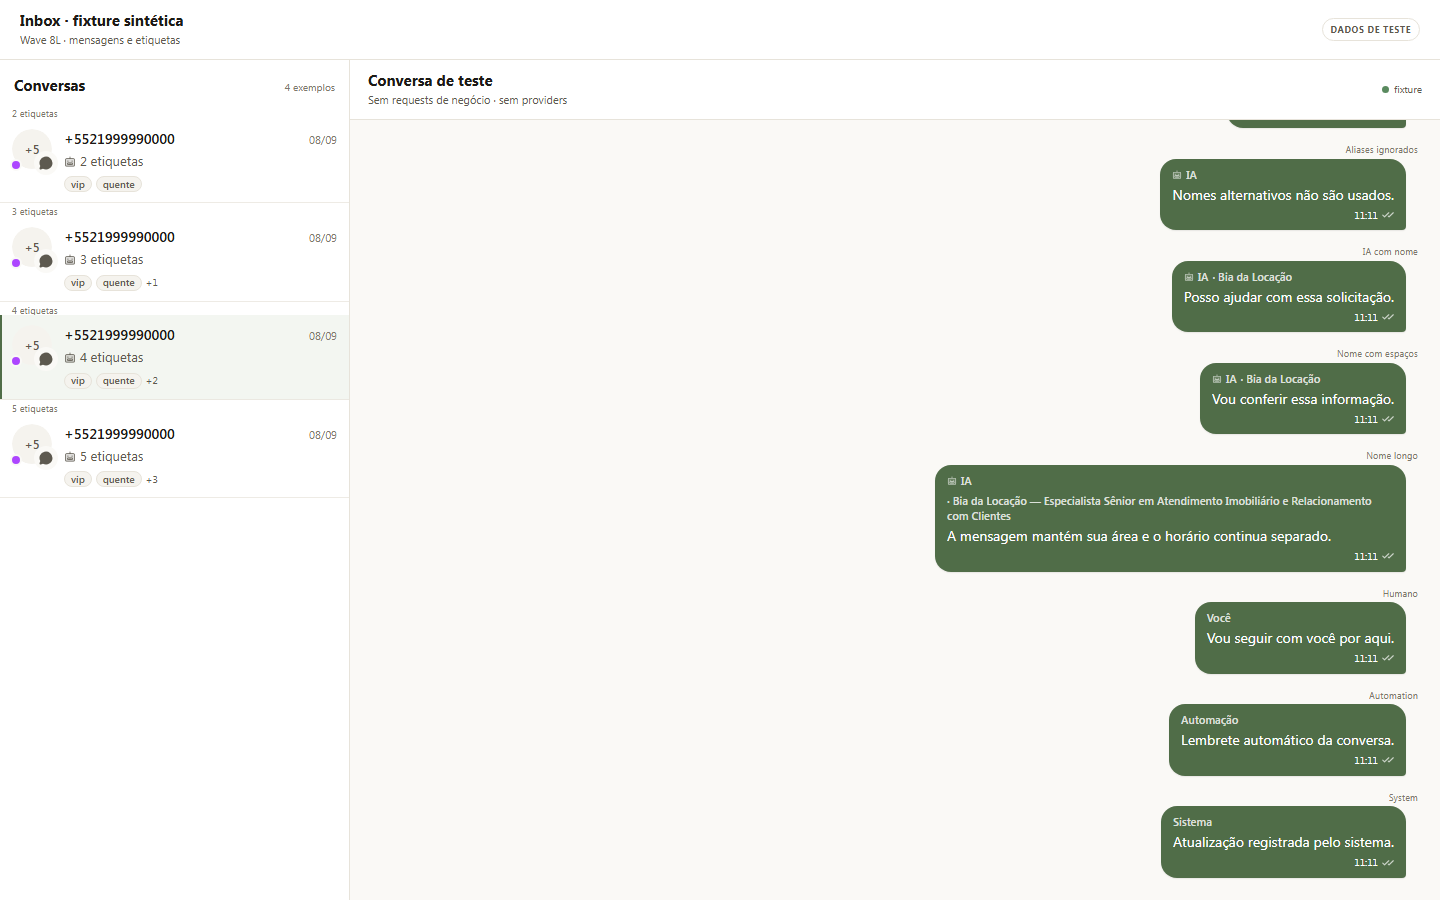 Inbox · fixture sintética
Wave 8L · mensagens e etiquetas
DADOS DE TESTE
Conversas
4 exemplos
2 etiquetas
+5
+5521999990000
08/09
2 etiquetas
vip quente
3 etiquetas
+5
+5521999990000
08/09
3 etiquetas
vip quente +1
4 etiquetas
+5
+5521999990000
08/09
4 etiquetas
vip quente +2
5 etiquetas
+5
+5521999990000
08/09
5 etiquetas
vip quente +3
Conversa de teste
Sem requests de negócio · sem providers
fixture
Aliases ignorados
IA
Nomes alternativos não são usados.
11:11
IA com nome
IA · Bia da Locação
Posso ajudar com essa solicitação.
11:11
Nome com espaços
IA · Bia da Locação
Vou conferir essa informação.
11:11
Nome longo
IA
· Bia da Locação — Especialista Sênior em Atendimento Imobiliário e Relacionamento
com Clientes
A mensagem mantém sua área e o horário continua separado.
11:11
Humano
Você
Vou seguir com você por aqui.
11:11
Automation
Automação
Lembrete automático da conversa.
11:11
System
Sistema
Atualização registrada pelo sistema.
11:11